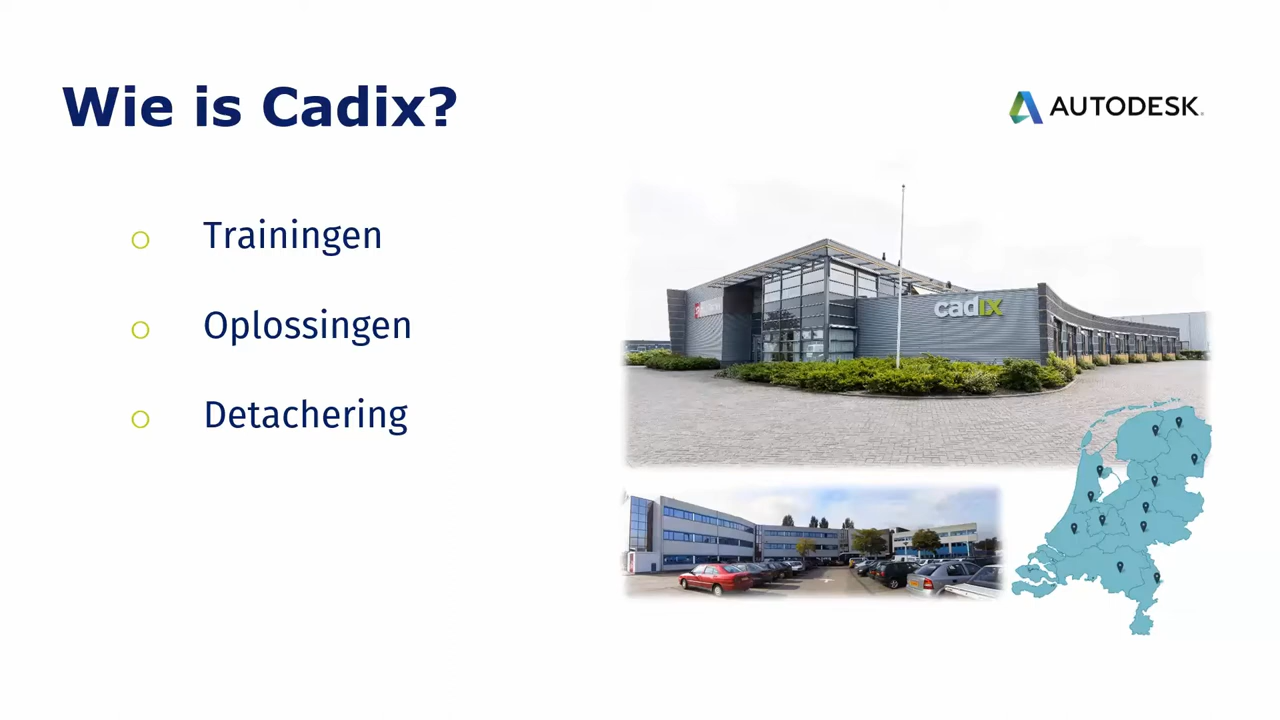 Wie is Cadix?
AUTODESK.
Trainingen
Oplossingen
Detachering
cadix